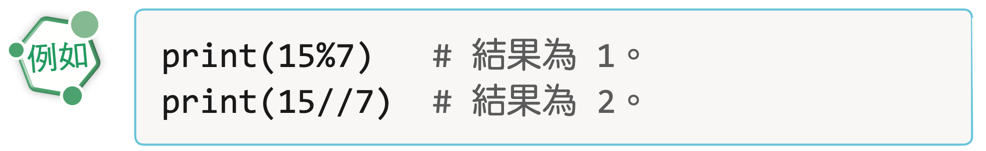 例如
print(15%7)   # 結果為 1。
print(15//7)  # 結果為 2。